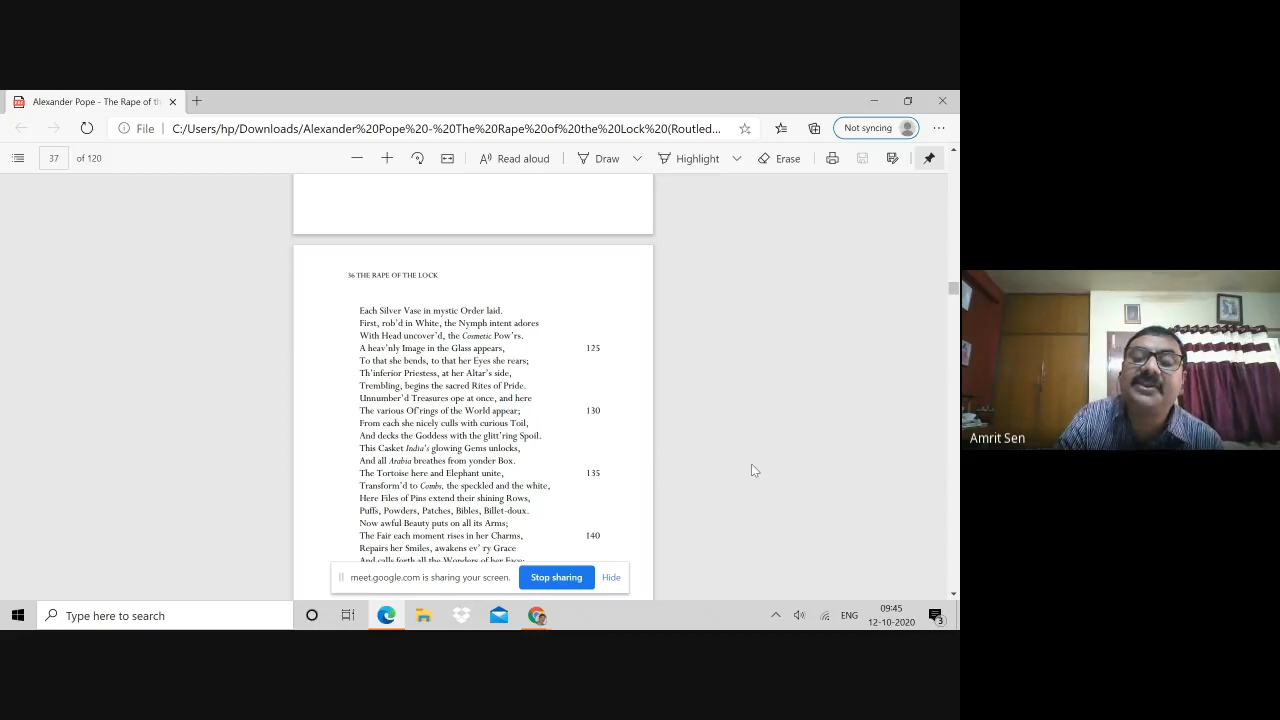 Alexander Pope - The Rape of th
File
C:/Users/hp/Downloads/Alexander%20Pope%20-%20The%20Rape%20of%20the%20Lock%20(Routled...
Not syncing
37 of 120
Read aloud
Draw
Highlight
Erase
36 THE RAPE OF THE LOCK
Each Silver Vase in mystic Order laid.
First, rob'd in White, the Nymph intent adores
With Head uncover'd, the Cosmetic Pow'rs.
A heav'nly Image in the Glass appears, 125
To that she bends, to that her Eyes she rears;
Th'inferior Priestess, at her Altar's side,
Trembling, begins the sacred Rites of Pride.
Unnumber'd Treasures ope at once, and here
The various Of'rings of the World appear; 130
From each she nicely culls with curious Toil,
And decks the Goddess with the glitt'ring Spoil.
This Casket India's glowing Gems unlocks,
And all Arabia breathes from yonder Box.
The Tortoise here and Elephant unite, 135
Transform'd to Combs, the speckled and the white,
Here Files of Pins extend their shining Rows,
Puffs, Powders, Patches, Bibles, Billet-doux.
Now awful Beauty puts on all its Arms;
The Fair each moment rises in her Charms, 140
Repairs her Smiles, awakens ev' ry Grace
And calls forth all the Wonders of her Face;
meet.google.com is sharing your screen.
Stop sharing
Hide
Amrit Sen
Type here to search
ENG
09:45
12-10-2020
3